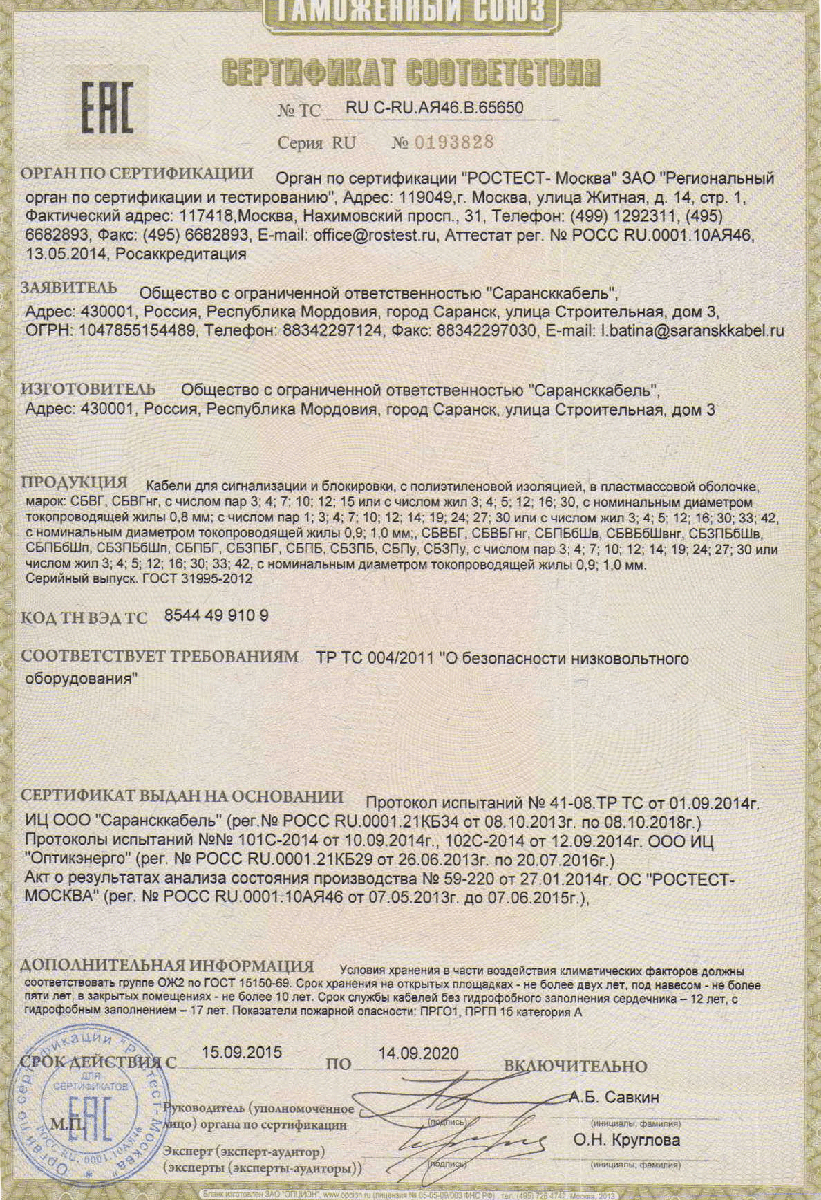 ТАМОЖЕННЫЙ СОЮЗ
СЕРТИФИКАТ СООТВЕТСТВИЯ
ЕАС
№ ТС RU С-RU.АЯ46.В.65650
Серия RU № 0193828
ОРГАН ПО СЕРТИФИКАЦИИ Орган по сертификации "РОСТЕСТ- Москва" ЗАО "Региональный
орган по сертификации и тестированию", Адрес: 119049,г. Москва, улица Житная, д. 14, стр. 1,
Фактический адрес: 117418,Москва, Нахимовский просп., 31, Телефон: (499) 1292311, (495)
6682893, Факс: (495) 6682893, E-mail: office@rostest.ru, Аттестат рег. № РОСС RU.0001.10АЯ46,
13.05.2014, Росаккредитация
ЗАЯВИТЕЛЬ Общество с ограниченной ответственностью "Сарансккабель",
Адрес: 430001, Россия, Республика Мордовия, город Саранск, улица Строительная, дом 3,
ОГРН: 1047855154489, Телефон: 88342297124, Факс: 88342297030, E-mail: l.batina@saranskkabel.ru
ИЗГОТОВИТЕЛЬ Общество с ограниченной ответственностью "Сарансккабель",
Адрес: 430001, Россия, Республика Мордовия, город Саранск, улица Строительная, дом 3
ПРОДУКЦИЯ Кабели для сигнализации и блокировки, с полиэтиленовой изоляцией, в пластмассовой оболочке,
марок: СБВГ, СБВГнг, с числом пар 3; 4; 7; 10; 12; 15 или с числом жил 3; 4; 5; 12; 16; 30, с номинальным диаметром
токопроводящей жилы 0,8 мм; с числом пар 1; 3; 4; 7; 10; 12; 14; 19; 24; 27; 30 или с числом жил 3; 4; 5; 12; 16; 30; 33; 42,
с номинальным диаметром токопроводящей жилы 0,9; 1,0 мм;, СБВБГ, СБВБГнг, СБПБбШв, СБВБбШвнг, СБЗПБбШв,
СБПБбШп, СБЗПБбШп, СБПБГ, СБЗПБГ, СБПБ, СБЗПБ, СБПу, СБЗПу, с числом пар 3; 4; 7; 10; 12; 14; 19; 24; 27; 30 или
числом жил 3; 4; 5; 12; 16; 30; 33; 42, с номинальным диаметром токопроводящей жилы 0,9; 1,0 мм.
Серийный выпуск. ГОСТ 31995-2012
КОД ТН ВЭД ТС 8544 49 910 9
СООТВЕТСТВУЕТ ТРЕБОВАНИЯМ ТР ТС 004/2011 "О безопасности низковольтного
оборудования"
СЕРТИФИКАТ ВЫДАН НА ОСНОВАНИИ Протокол испытаний № 41-08.ТР ТС от 01.09.2014г.
ИЦ ООО "Сарансккабель" (рег.№ РОСС RU.0001.21КБ34 от 08.10.2013г. по 08.10.2018г.)
Протоколы испытаний №№ 101С-2014 от 10.09.2014г., 102С-2014 от 12.09.2014г. ООО ИЦ
"Оптикэнерго" (рег. № РОСС RU.0001.21КБ29 от 26.06.2013г. по 20.07.2016г.)
Акт о результатах анализа состояния производства № 59-220 от 27.01.2014г. ОС "РОСТЕСТ-
МОСКВА" (рег. № РОСС RU.0001.10АЯ46 от 07.05.2013г. до 07.06.2015г.),
ДОПОЛНИТЕЛЬНАЯ ИНФОРМАЦИЯ Условия хранения в части воздействия климатических факторов должны
соответствовать группе ОЖ2 по ГОСТ 15150-69. Срок хранения на открытых площадках - не более двух лет, под навесом - не более
пяти лет, в закрытых помещениях - не более 10 лет. Срок службы кабелей без гидрофобного заполнения сердечника – 12 лет, с
гидрофобным заполнением – 17 лет. Показатели пожарной опасности: ПРГО1, ПРГП 1б категория А
СРОК ДЕЙСТВИЯ С 15.09.2015 ПО 14.09.2020 ВКЛЮЧИТЕЛЬНО
Орган по сертификации "Ростест-Москва"
ДЛЯ
СЕРТИФИКАТОВ
ЕАС
РОСС RU. 0001.10АЯ46
М.П.
Руководитель (уполномоченное
лицо) органа по сертификации
(подпись)
А.Б. Савкин
(инициалы, фамилия)
Эксперт (эксперт-аудитор)
(эксперты (эксперты-аудиторы))
(подпись)
О.Н. Круглова
(инициалы, фамилия)
Бланк изготовлен ЗАО "ОПЦИОН", www.opcion.ru (лицензия № 05-05-09/003 ФНС РФ), тел. (495) 726 4742, Москва, 2013